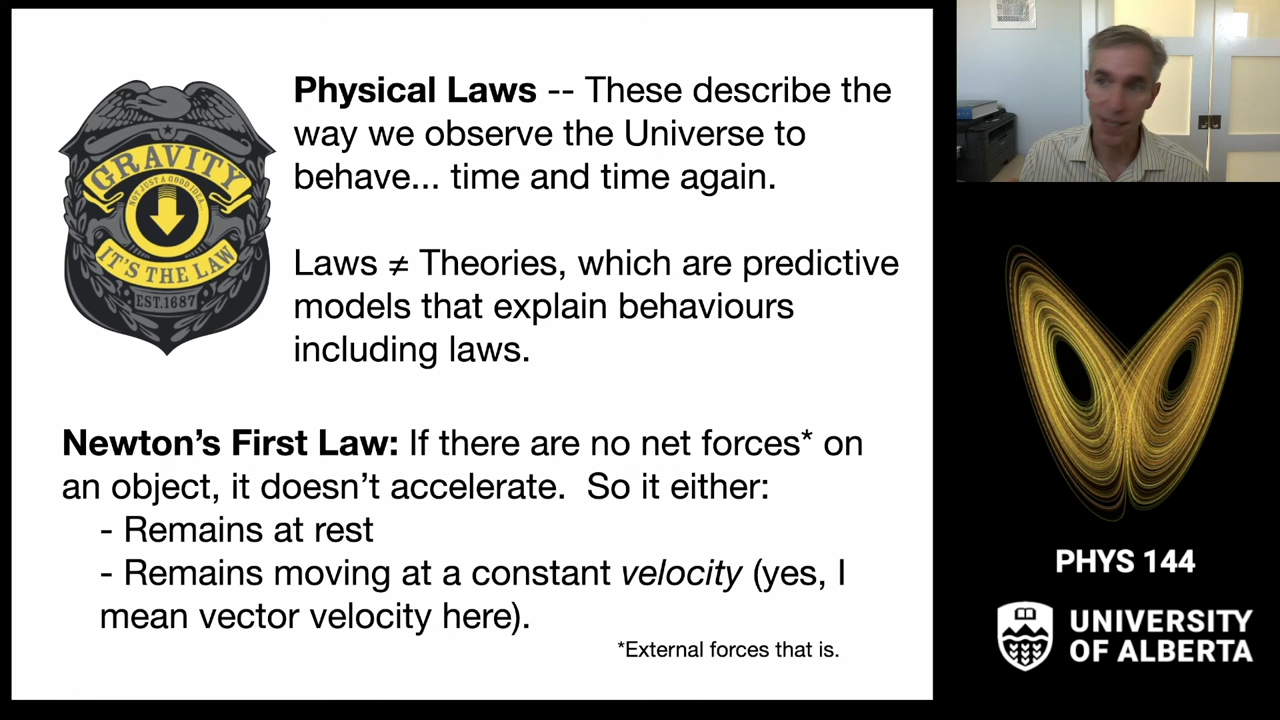 GRAVITY
NOT JUST A GOOD IDEA...
IT'S THE LAW
EST.1687
Physical Laws -- These describe the
way we observe the Universe to
behave... time and time again.
Laws ≠ Theories, which are predictive
models that explain behaviours
including laws.
Newton’s First Law: If there are no net forces* on
an object, it doesn’t accelerate.  So it either:
- Remains at rest
- Remains moving at a constant velocity (yes, I
mean vector velocity here).
*External forces that is.
PHYS 144
UNIVERSITY
OF ALBERTA